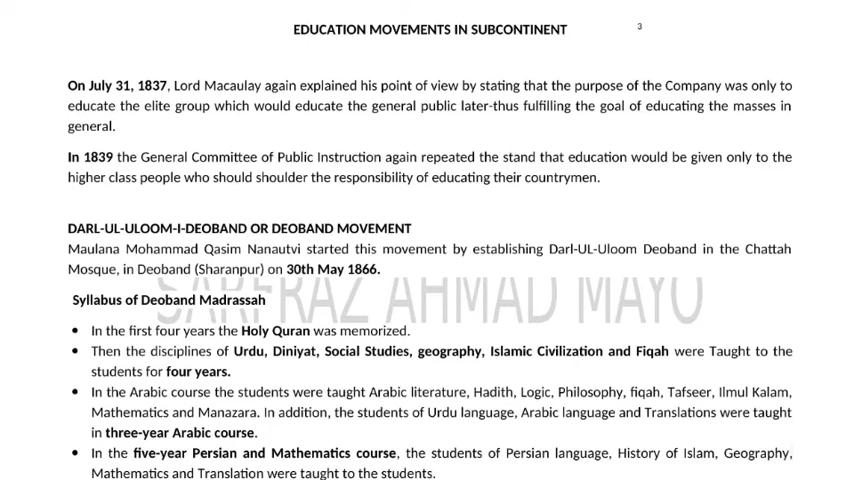 EDUCATION MOVEMENTS IN SUBCONTINENT 3
On July 31, 1837, Lord Macaulay again explained his point of view by stating that the purpose of the Company was only to
educate the elite group which would educate the general public later-thus fulfilling the goal of educating the masses in
general.
In 1839 the General Committee of Public Instruction again repeated the stand that education would be given only to the
higher class people who should shoulder the responsibility of educating their countrymen.
DARL-UL-ULOOM-I-DEOBAND OR DEOBAND MOVEMENT
Maulana Mohammad Qasim Nanautvi started this movement by establishing Darl-UL-Uloom Deoband in the Chattah
Mosque, in Deoband (Sharanpur) on 30th May 1866.
SARFRAZ AHMAD MAYO
Syllabus of Deoband Madrassah
• In the first four years the Holy Quran was memorized.
• Then the disciplines of Urdu, Diniyat, Social Studies, geography, Islamic Civilization and Fiqah were Taught to the
students for four years.
• In the Arabic course the students were taught Arabic literature, Hadith, Logic, Philosophy, fiqah, Tafseer, Ilmul Kalam,
Mathematics and Manazara. In addition, the students of Urdu language, Arabic language and Translations were taught
in three-year Arabic course.
• In the five-year Persian and Mathematics course, the students of Persian language, History of Islam, Geography,
Mathematics and Translation were taught to the students.